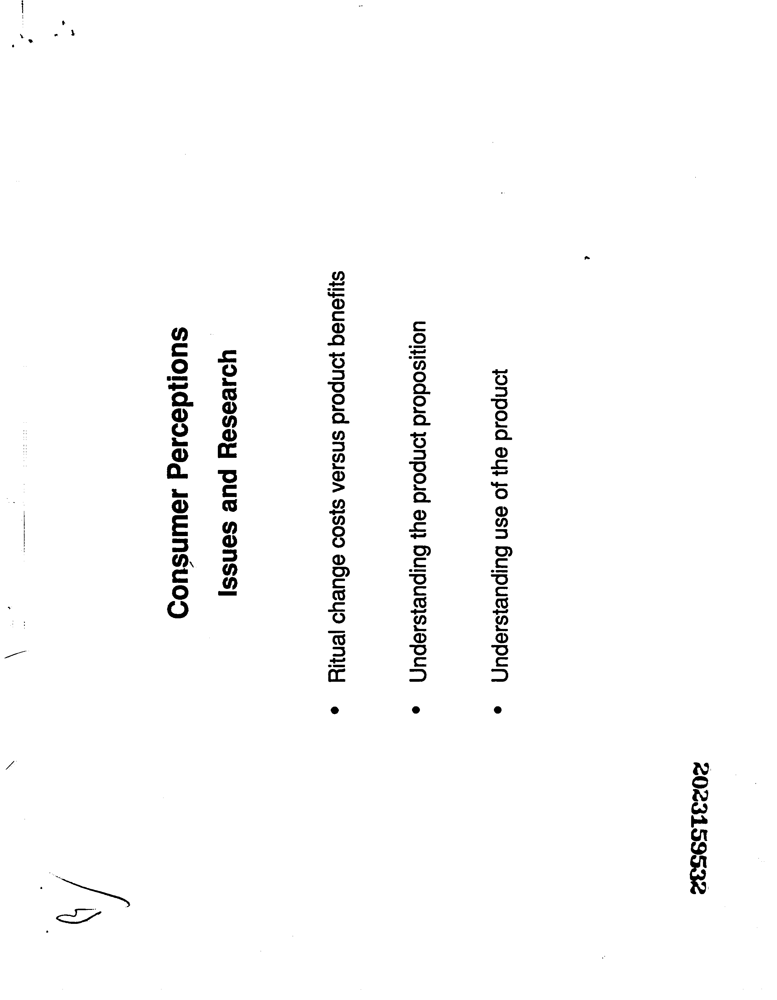 Consumer Perceptions
Issues and Research
• Ritual change costs versus product benefits
• Understanding the product proposition
• Understanding use of the product
2023159532